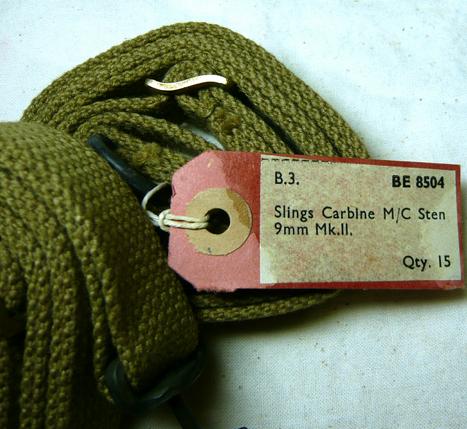 B.3. BE 8504
Slings Carbine M/C Sten
9mm Mk.II.
Qty. 15